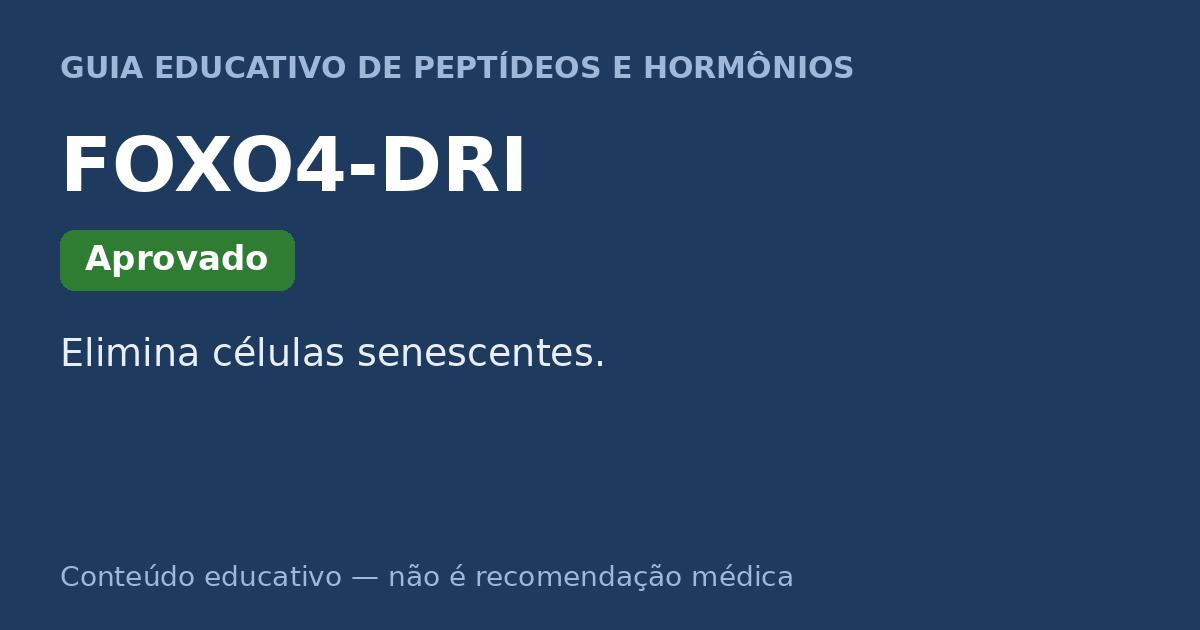 GUIA EDUCATIVO DE PEPTÍDEOS E HORMÔNIOS
FOXO4-DRI
Aprovado
Elimina células senescentes.
Conteúdo educativo — não é recomendação médica